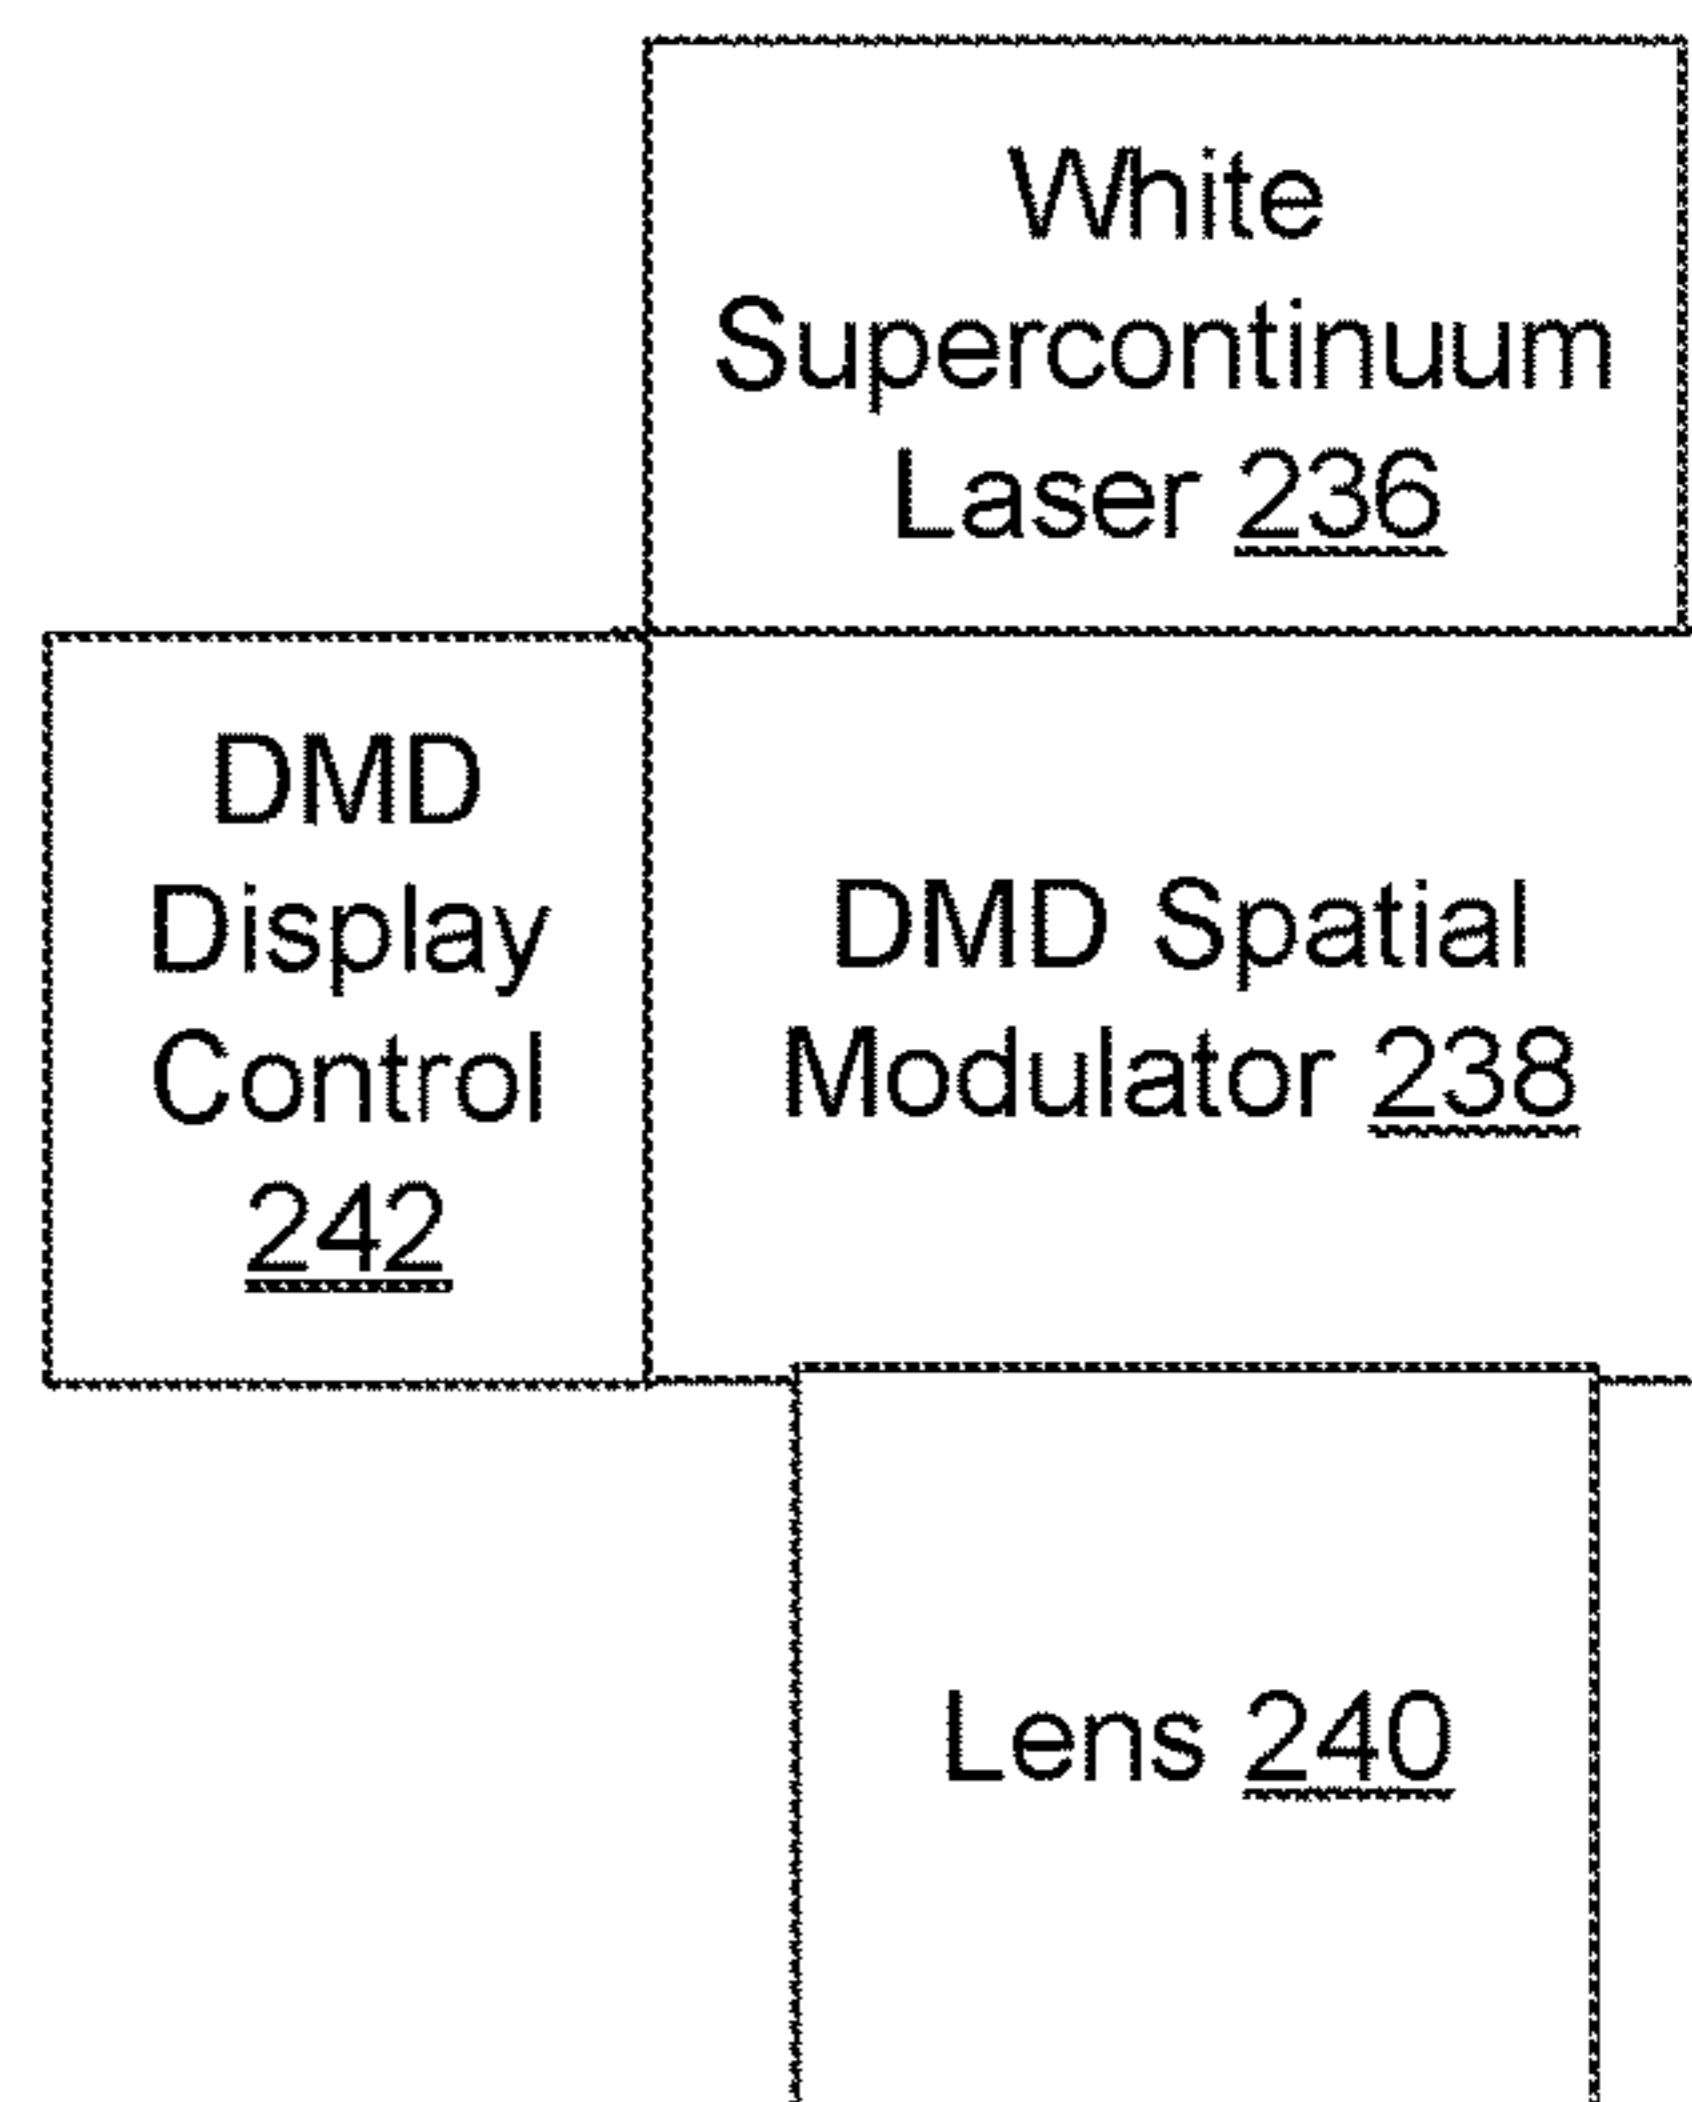 White
Supercontinuum
Laser 236
DMD
Display
Control
242
DMD Spatial
Modulator 238
Lens 240